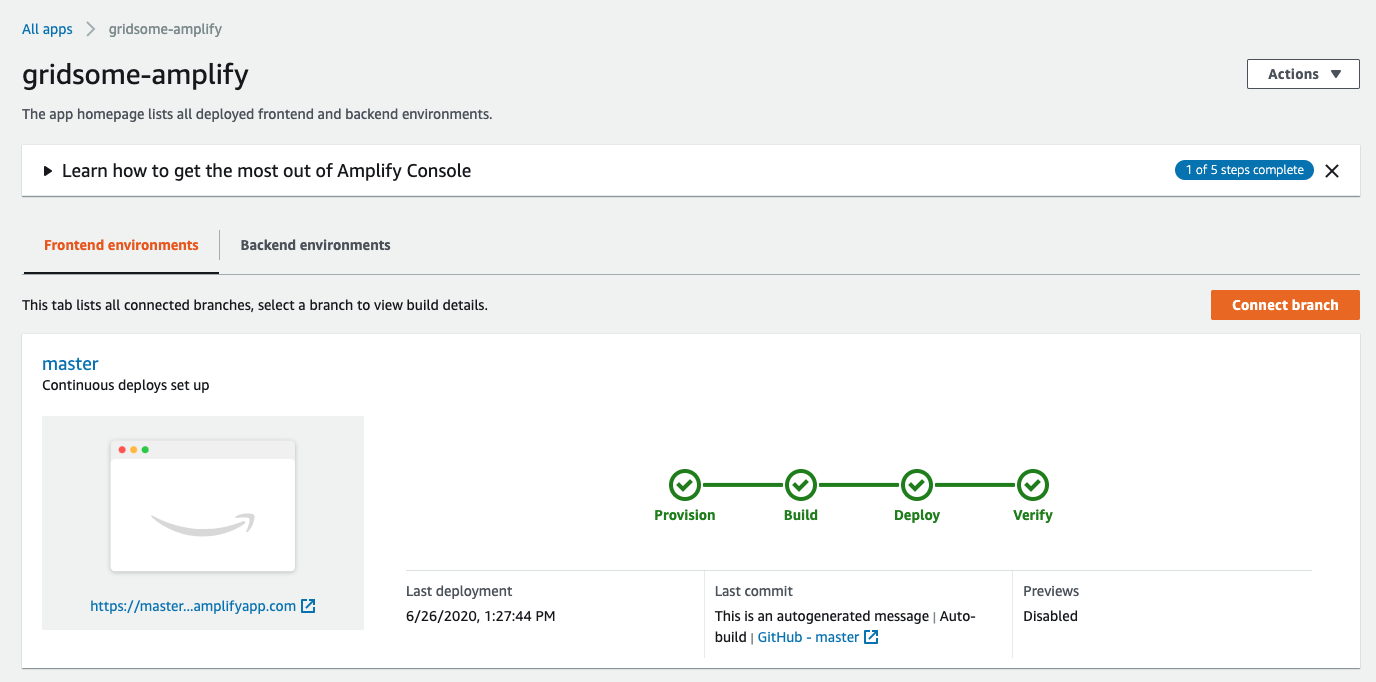 All apps gridsome-amplify
gridsome-amplify
Actions
The app homepage lists all deployed frontend and backend environments.
Learn how to get the most out of Amplify Console
1 of 5 steps complete
Frontend environments
Backend environments
This tab lists all connected branches, select a branch to view build details.
Connect branch
master
Continuous deploys set up
https://master...amplifyapp.com
Provision
Build
Deploy
Verify
Last deployment
6/26/2020, 1:27:44 PM
Last commit
This is an autogenerated message | Auto-
build | GitHub - master
Previews
Disabled